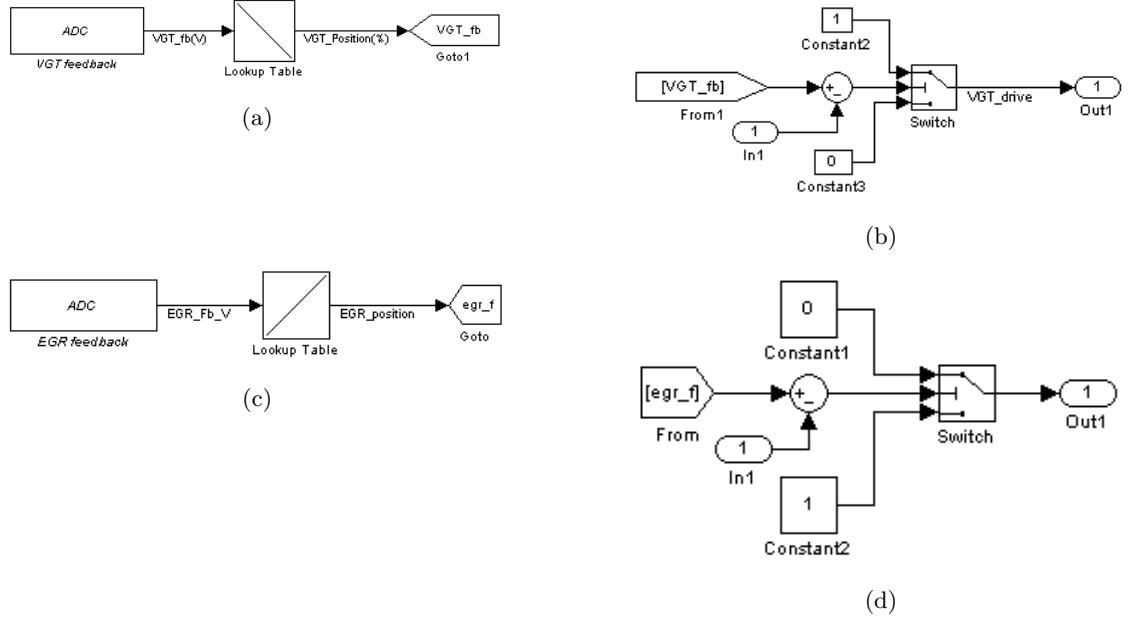 ADC
VGT_fb(V)
VGT_Position(%)
VGT_fb
VGT feedback
Lookup Table
Goto1
(a)
1
Constant2
[VGT_fb]
From1
+
-
1
In1
0
Constant3
Switch
VGT_drive
1
Out1
(b)
ADC
EGR_Fb_V
EGR_position
egr_f
EGR feedback
Lookup Table
Goto
(c)
0
Constant1
[egr_f]
From
+
-
1
In1
1
Constant2
Switch
1
Out1
(d)